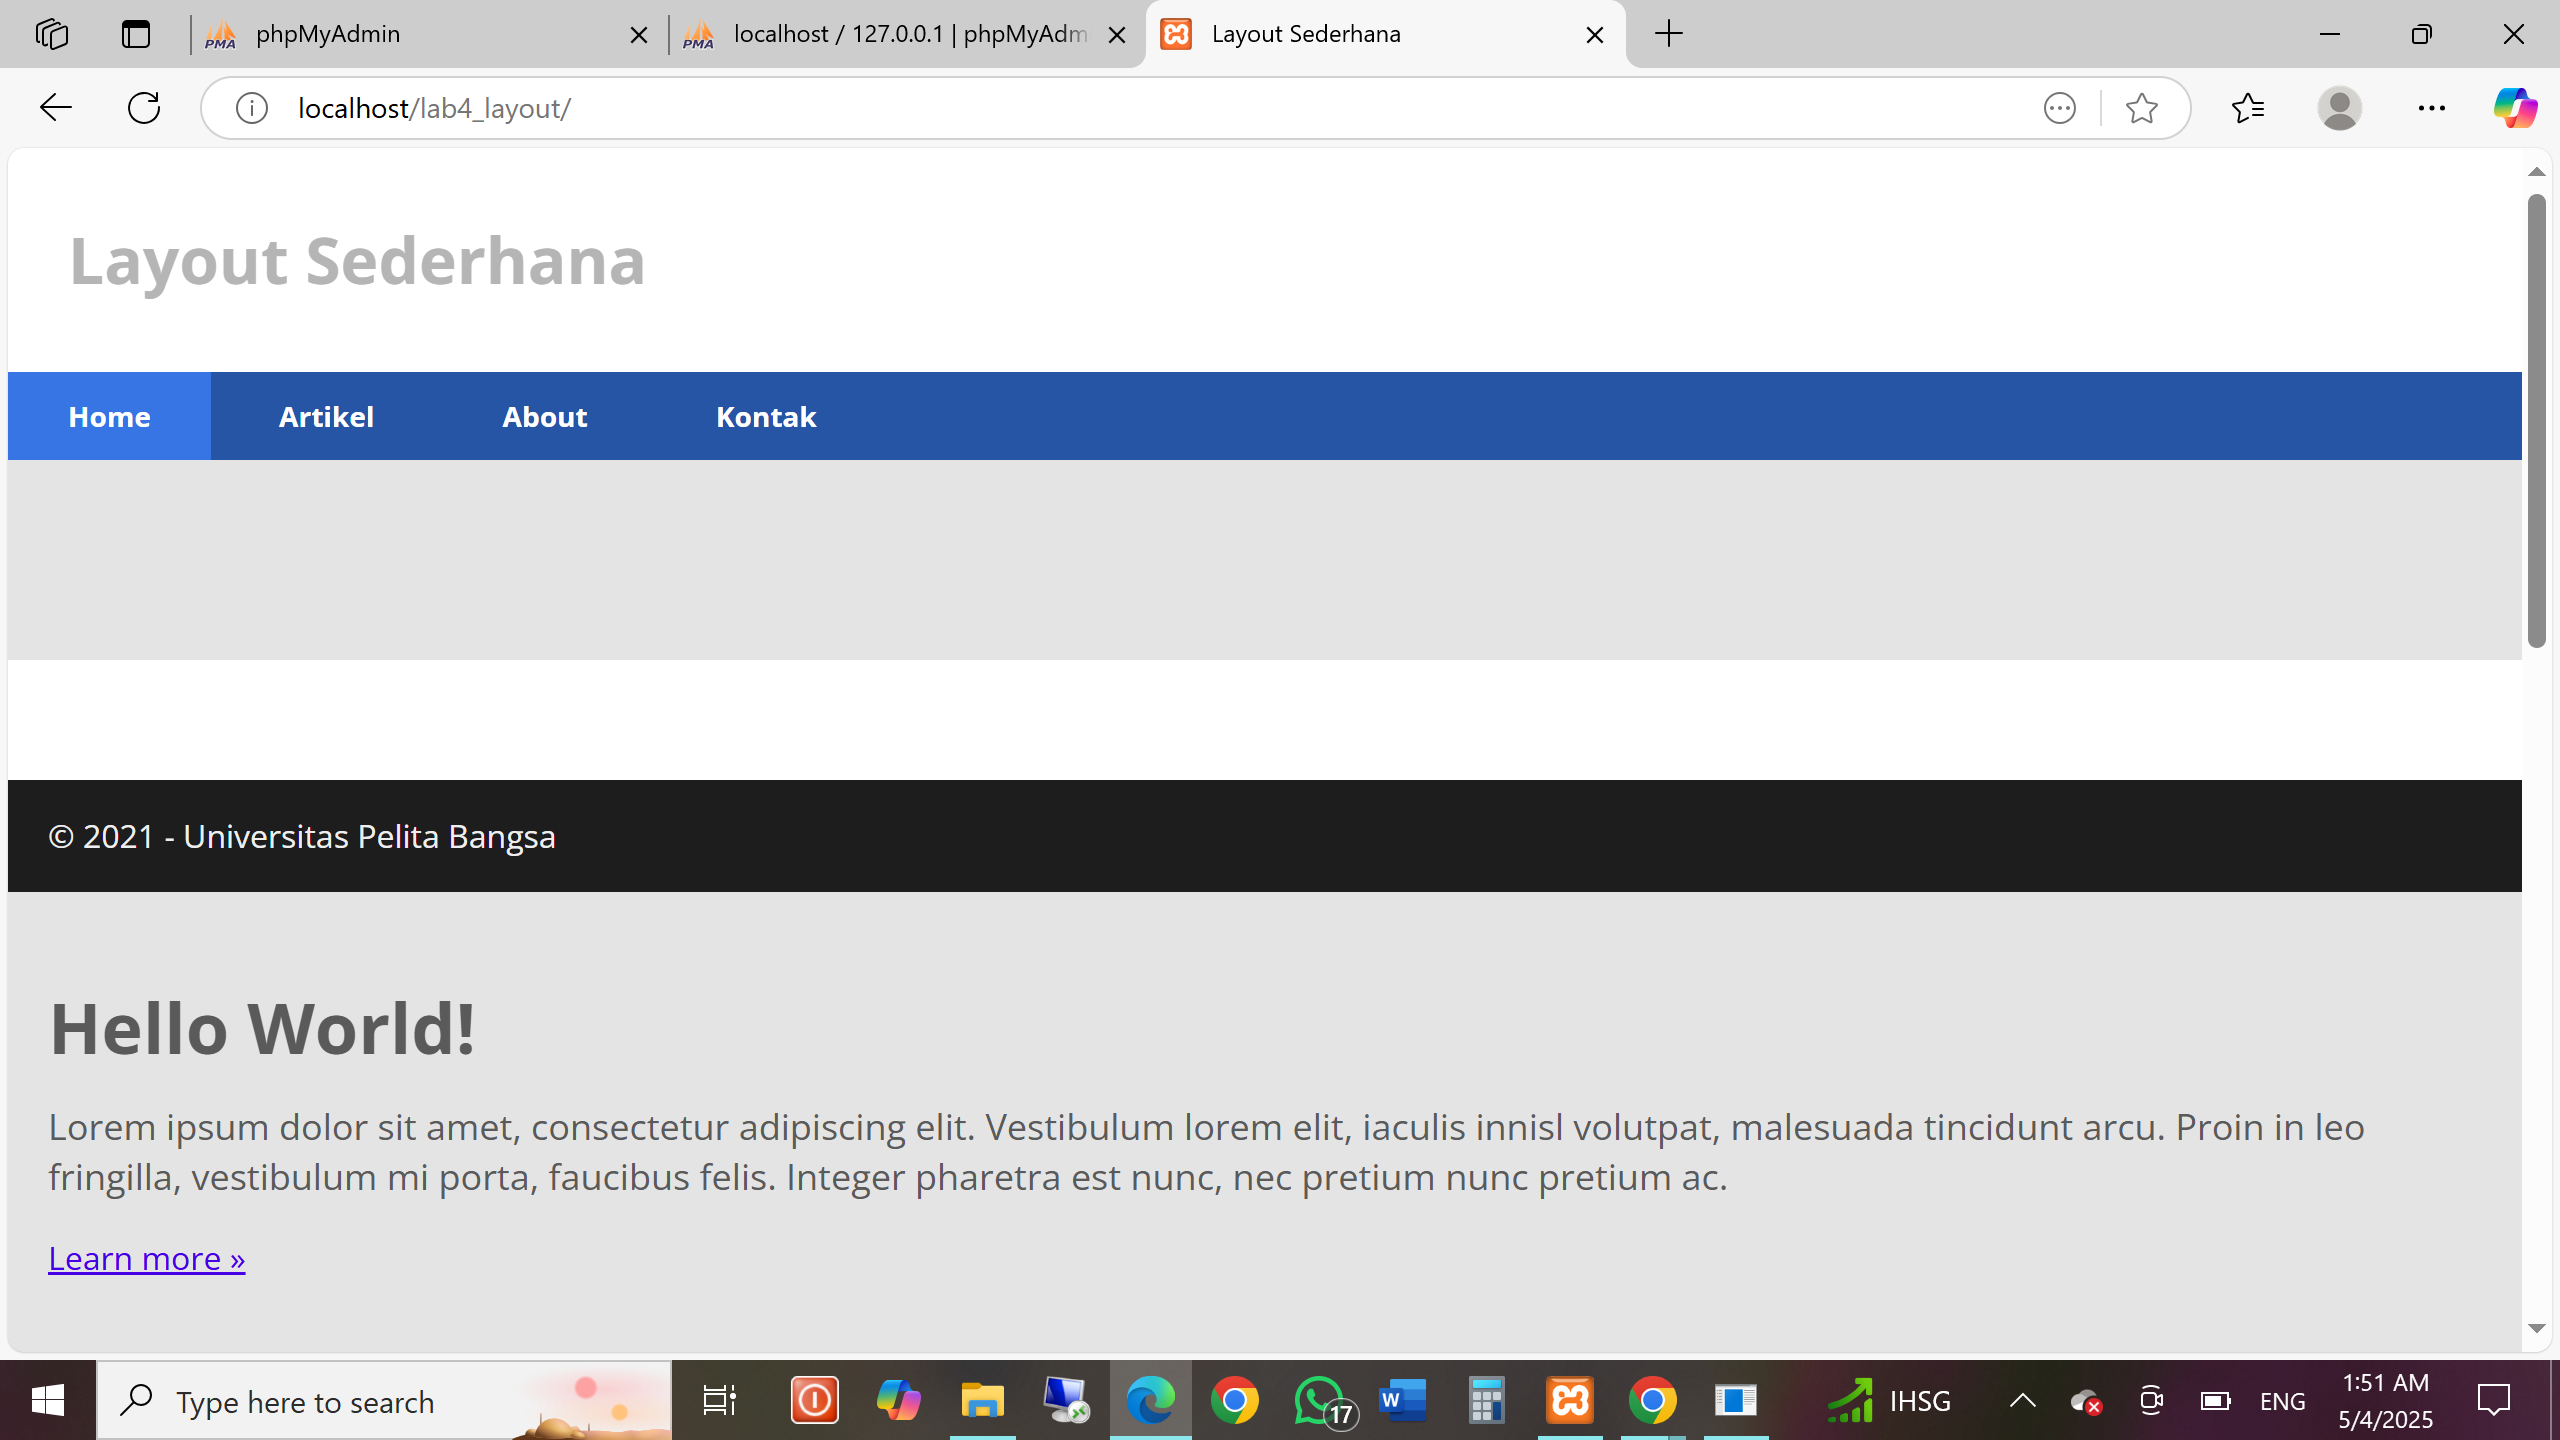 phpMyAdmin
localhost / 127.0.0.1 | phpMyAdm
Layout Sederhana
localhost/lab4_layout/
Layout Sederhana
Home Artikel About Kontak
© 2021 - Universitas Pelita Bangsa
Hello World!
Lorem ipsum dolor sit amet, consectetur adipiscing elit. Vestibulum lorem elit, iaculis innisl volutpat, malesuada tincidunt arcu. Proin in leo
fringilla, vestibulum mi porta, faucibus felis. Integer pharetra est nunc, nec pretium nunc pretium ac.
Learn more »
Type here to search
17
IHSG
ENG
1:51 AM
5/4/2025